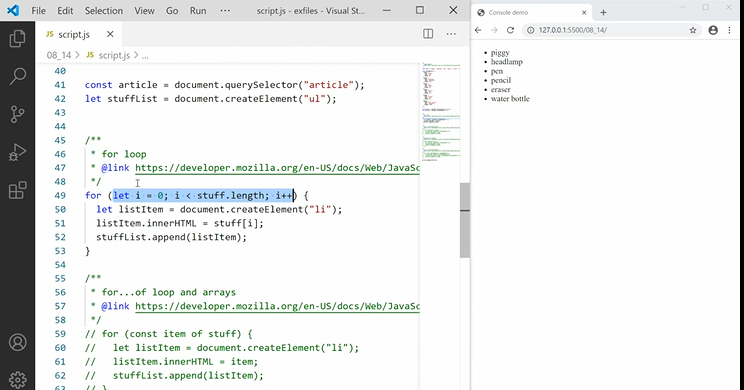 File Edit Selection View Go Run ··· script.js - exfiles - Visual St...
JS script.js ×
08_14 > JS script.js > ...
40
41 const article = document.querySelector("article");
42 let stuffList = document.createElement("ul");
43
44
45 /**
46 * for loop
47 * @link https://developer.mozilla.org/en-US/docs/Web/JavaSc
48 */
49 for (let i = 0; i < stuff.length; i++) {
50 let listItem = document.createElement("li");
51 listItem.innerHTML = stuff[i];
52 stuffList.append(listItem);
53 }
54
55 /**
56 * for...of loop and arrays
57 * @link https://developer.mozilla.org/en-US/docs/Web/JavaSc
58 */
59 // for (const item of stuff) {
60 // let listItem = document.createElement("li");
61 // listItem.innerHTML = item;
62 // stuffList.append(listItem);
63 // }
Console demo
127.0.0.1:5500/08_14/
piggy
headlamp
pen
pencil
eraser
water bottle